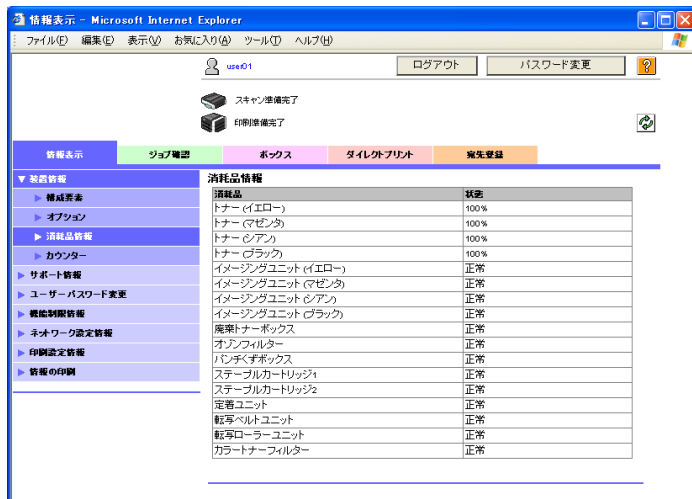 情報表示 - Microsoft Internet Explorer
ファイル(F) 編集(E) 表示(V) お気に入り(A) ツール(T) ヘルプ(H)
user01
ログアウト
パスワード変更
?
スキャン準備完了
印刷準備完了
情報表示 ジョブ確認 ボックス ダイレクトプリント 宛先登録
▼ 装置情報
構成要素
オプション
消耗品情報
カウンター
サポート情報
ユーザーパスワード変更
機能制限情報
ネットワーク設定情報
印刷設定情報
情報の印刷
消耗品情報
消耗品 状態
トナー(イエロー) 100%
トナー(マゼンタ) 100%
トナー(シアン) 100%
トナー(ブラック) 100%
イメージングユニット(イエロー) 正常
イメージングユニット(マゼンタ) 正常
イメージングユニット(シアン) 正常
イメージングユニット(ブラック) 正常
廃棄トナーボックス 正常
オゾンフィルター 正常
パンチくずボックス 正常
ステープルカートリッジ1 正常
ステープルカートリッジ2 正常
定着ユニット 正常
転写ベルトユニット 正常
転写ローラーユニット 正常
カラートナーフィルター 正常